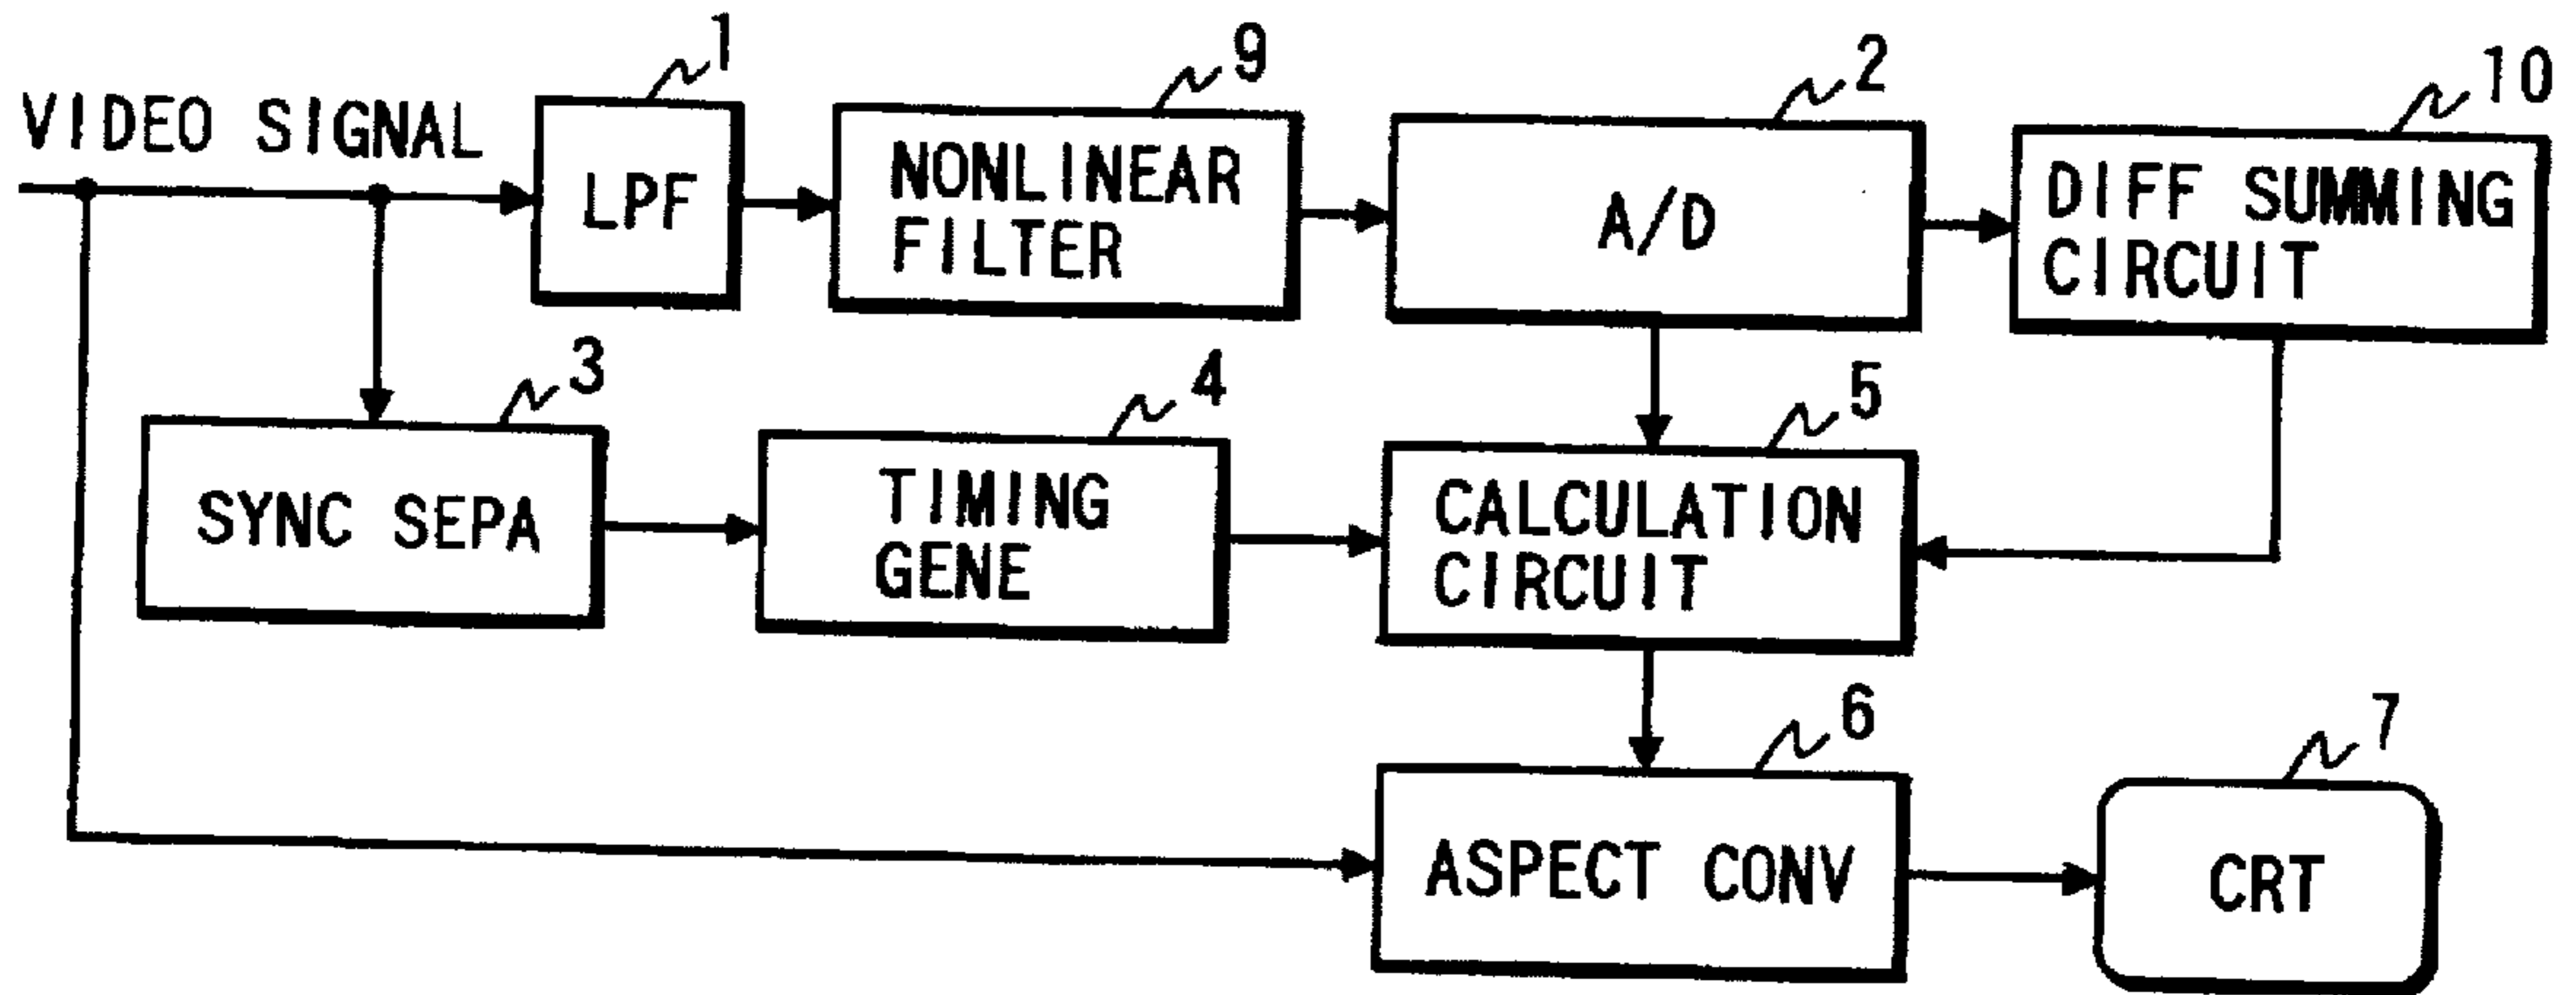 1
9
2
10
VIDEO SIGNAL
LPF
NONLINEAR
FILTER
A/D
DIFF SUMMING
CIRCUIT
3
4
5
SYNC SEPA
TIMING
GENE
CALCULATION
CIRCUIT
6
7
ASPECT CONV
CRT